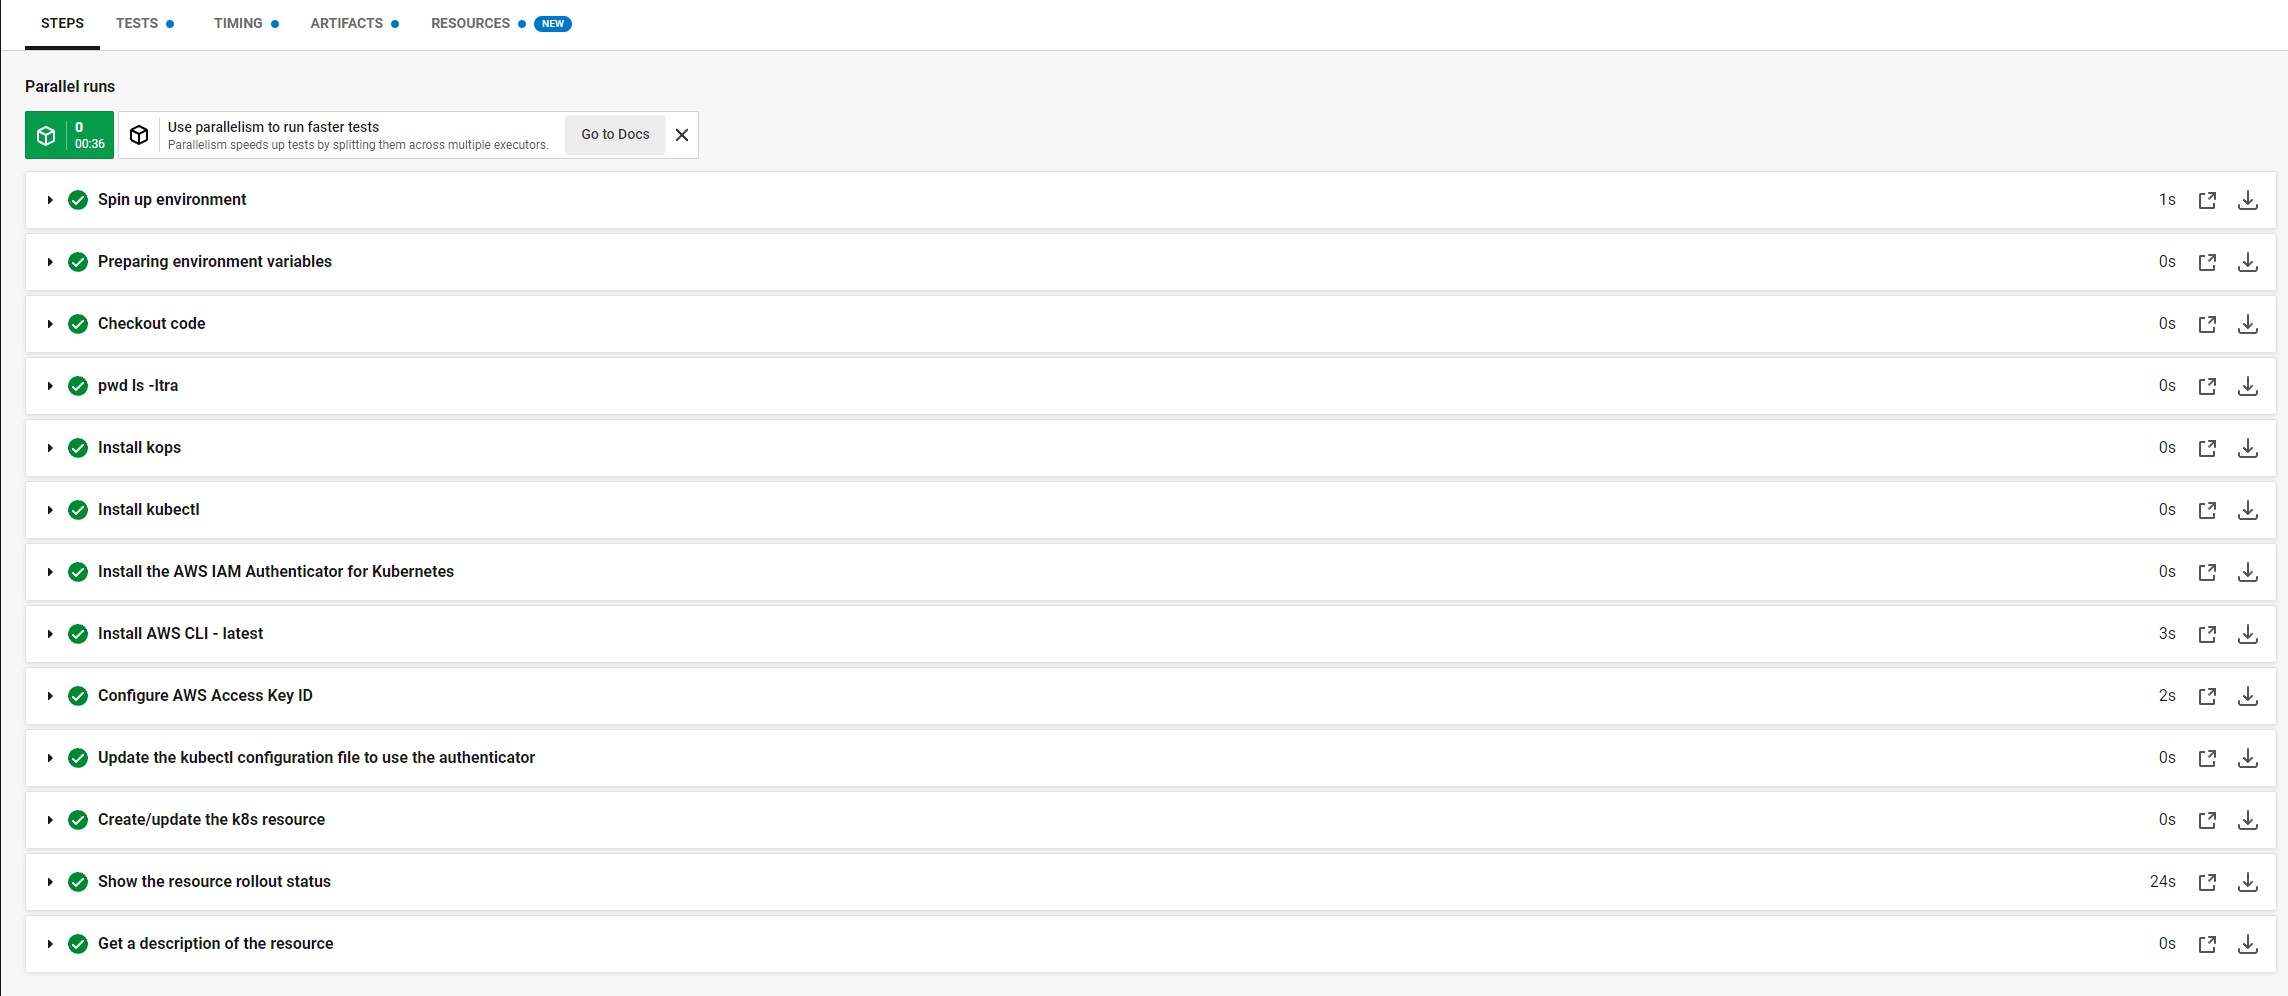 STEPS TESTS TIMING ARTIFACTS RESOURCES NEW
Parallel runs
0
00:36
Use parallelism to run faster tests
Parallelism speeds up tests by splitting them across multiple executors.
Go to Docs
Spin up environment 1s
Preparing environment variables 0s
Checkout code 0s
pwd ls -ltra 0s
Install kops 0s
Install kubectl 0s
Install the AWS IAM Authenticator for Kubernetes 0s
Install AWS CLI - latest 3s
Configure AWS Access Key ID 2s
Update the kubectl configuration file to use the authenticator 0s
Create/update the k8s resource 0s
Show the resource rollout status 24s
Get a description of the resource 0s